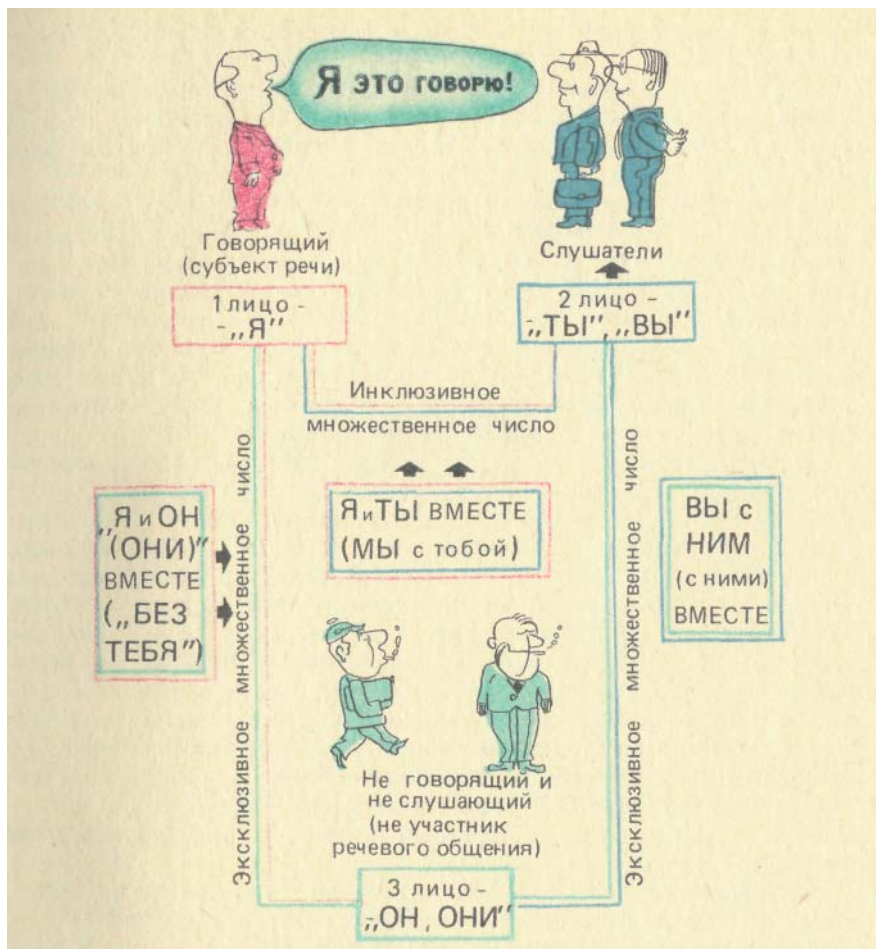 Я это говорю!
Говорящий
(субъект речи)
Слушатели
1 лицо -
-„Я"
2 лицо -
-„ТЫ", „ВЫ"
Инклюзивное
множественное число
Эксклюзивное множественное число
„Я и ОН
"(ОНИ)"
ВМЕСТЕ
(„БЕЗ
ТЕБЯ")
Я и ТЫ ВМЕСТЕ
(МЫ с тобой)
Эксклюзивное множественное число
ВЫ с
НИМ
(с ними)
ВМЕСТЕ
Не говорящий и
не слушающий
(не участник
речевого общения)
3 лицо -
-„ОН, ОНИ"